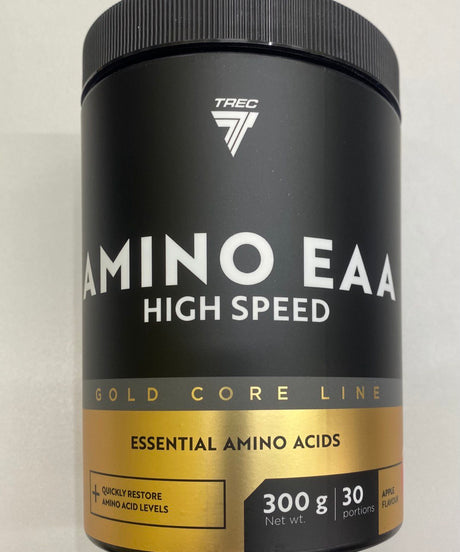 TREC
AMINO EAA
HIGH SPEED
GOLD CORE LINE
ESSENTIAL AMINO ACIDS
+ QUICKLY RESTORE
AMINO ACID LEVELS
300 g
Net wt.
30
portions
APPLE
FLAVOUR